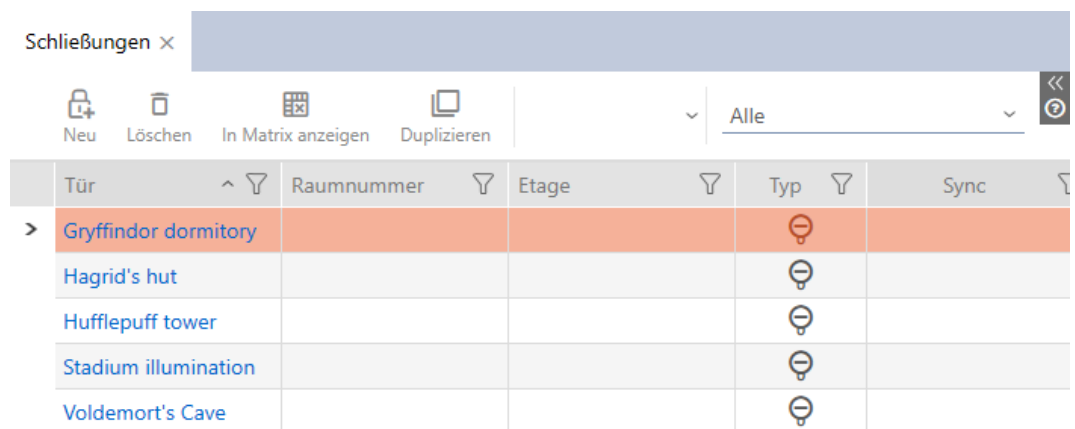 Schließungen
Neu Löschen In Matrix anzeigen Duplizieren Alle
Tür Raumnummer Etage Typ Sync
Gryffindor dormitory
Hagrid's hut
Hufflepuff tower
Stadium illumination
Voldemort's Cave